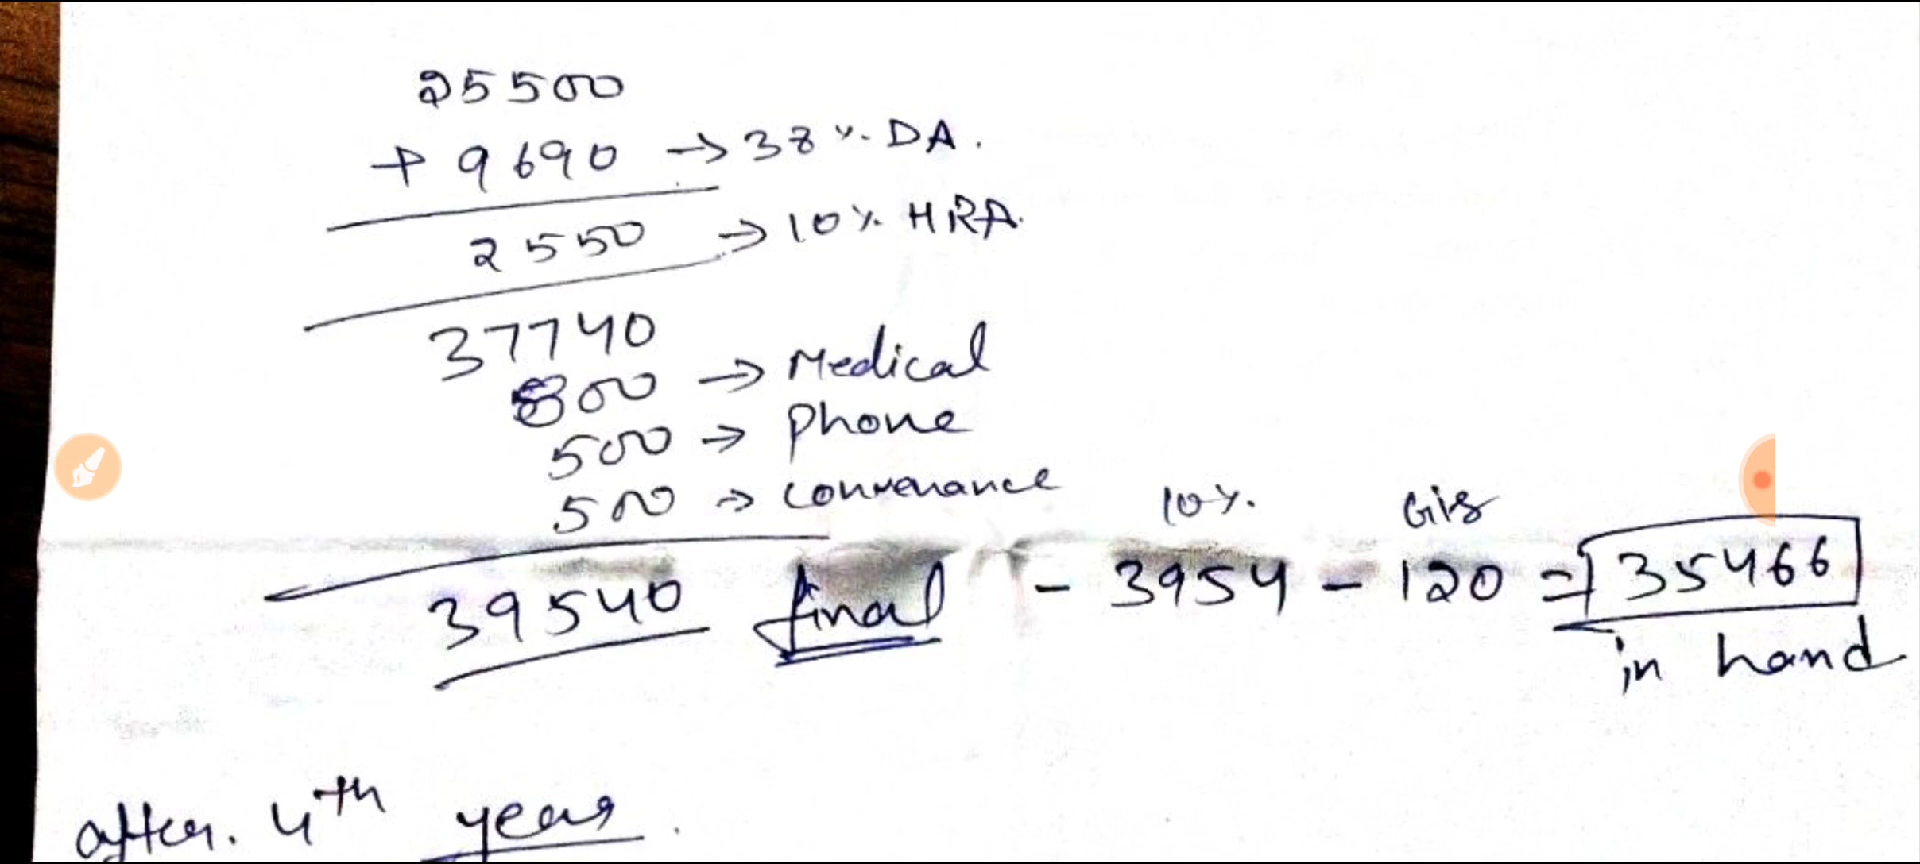 25500
+ 9690 → 38 %. DA.
2550 → 10 %. HRA.
37740
800 → Medical
500 → Phone
500 → Convenance
10 %. Gis
39540 final - 3954 - 120 = 35466
in hand
after. 4th year.